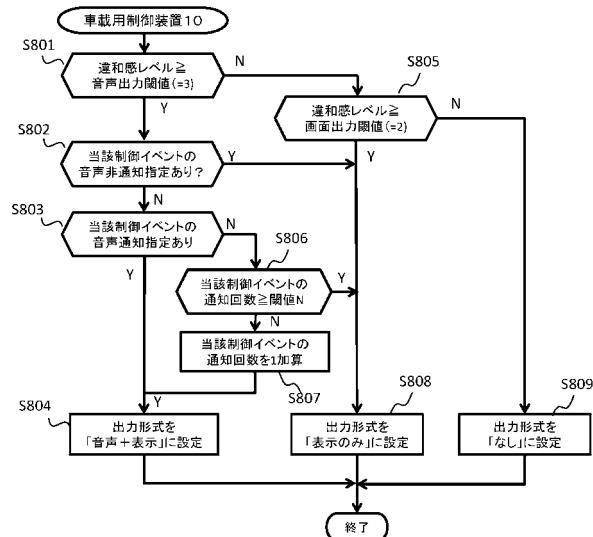 車載用制御装置10
S801
違和感レベル≧
音声出力閾値(=3)
N
Y
S805
違和感レベル≧
画面出力閾値(=2)
N
Y
S802
当該制御イベントの
音声非通知指定あり？
Y
N
S803
当該制御イベントの
音声通知指定あり
N
Y
S806
当該制御イベントの
通知回数≧閾値N
Y
N
当該制御イベントの
通知回数を1加算
S807
Y
S804
出力形式を
「音声＋表示」に設定
S808
出力形式を
「表示のみ」に設定
S809
出力形式を
「なし」に設定
終了